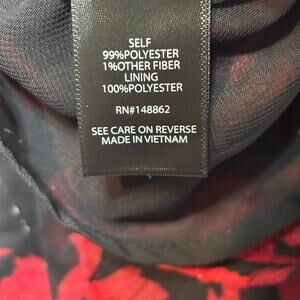 SELF
99%POLYESTER
1%OTHER FIBER
LINING
100%POLYESTER
RN#148862
SEE CARE ON REVERSE
MADE IN VIETNAM